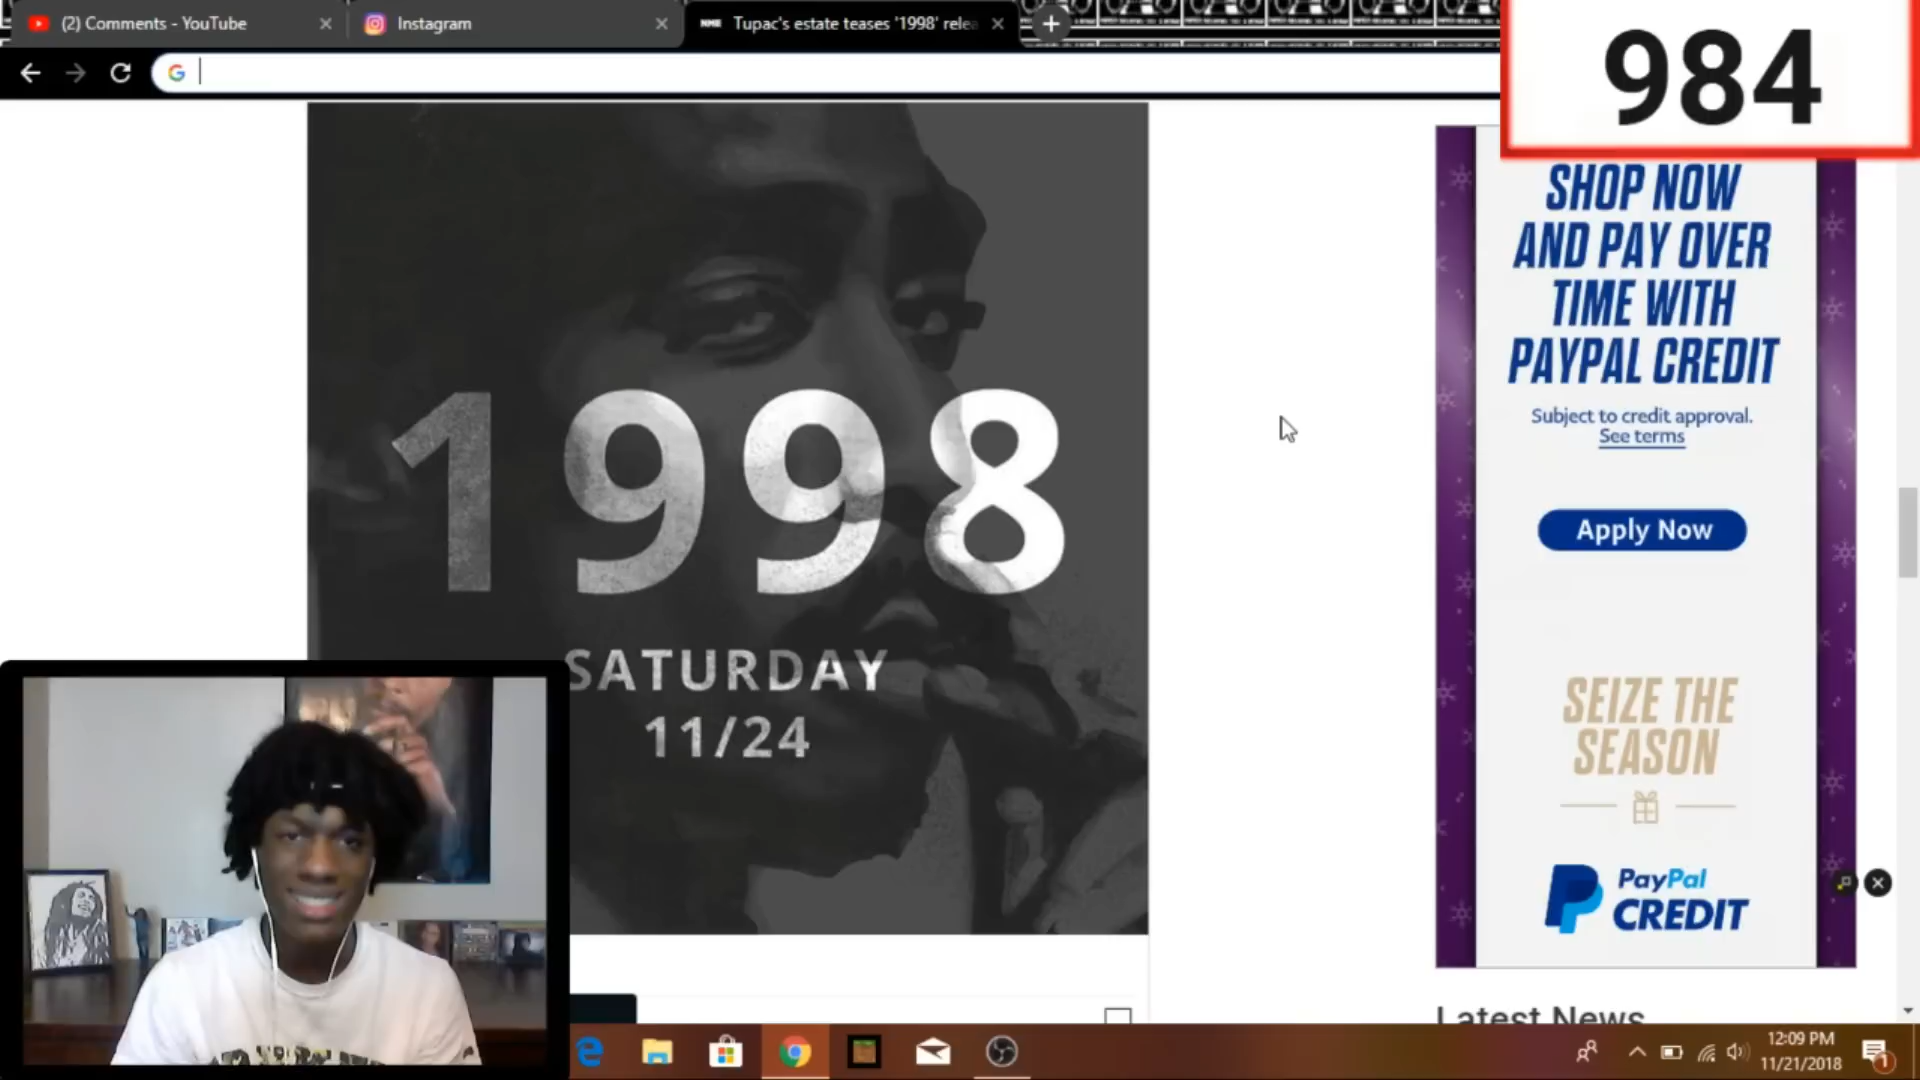 (2) Comments - YouTube
Instagram
NME
Tupac's estate teases '1998' relea
984
SHOP NOW
AND PAY OVER
TIME WITH
PAYPAL CREDIT
Subject to credit approval.
See terms
Apply Now
1998
SATURDAY
11/24
SEIZE THE
SEASON
PayPal
CREDIT
Latest News
12:09 PM
11/21/2018
1